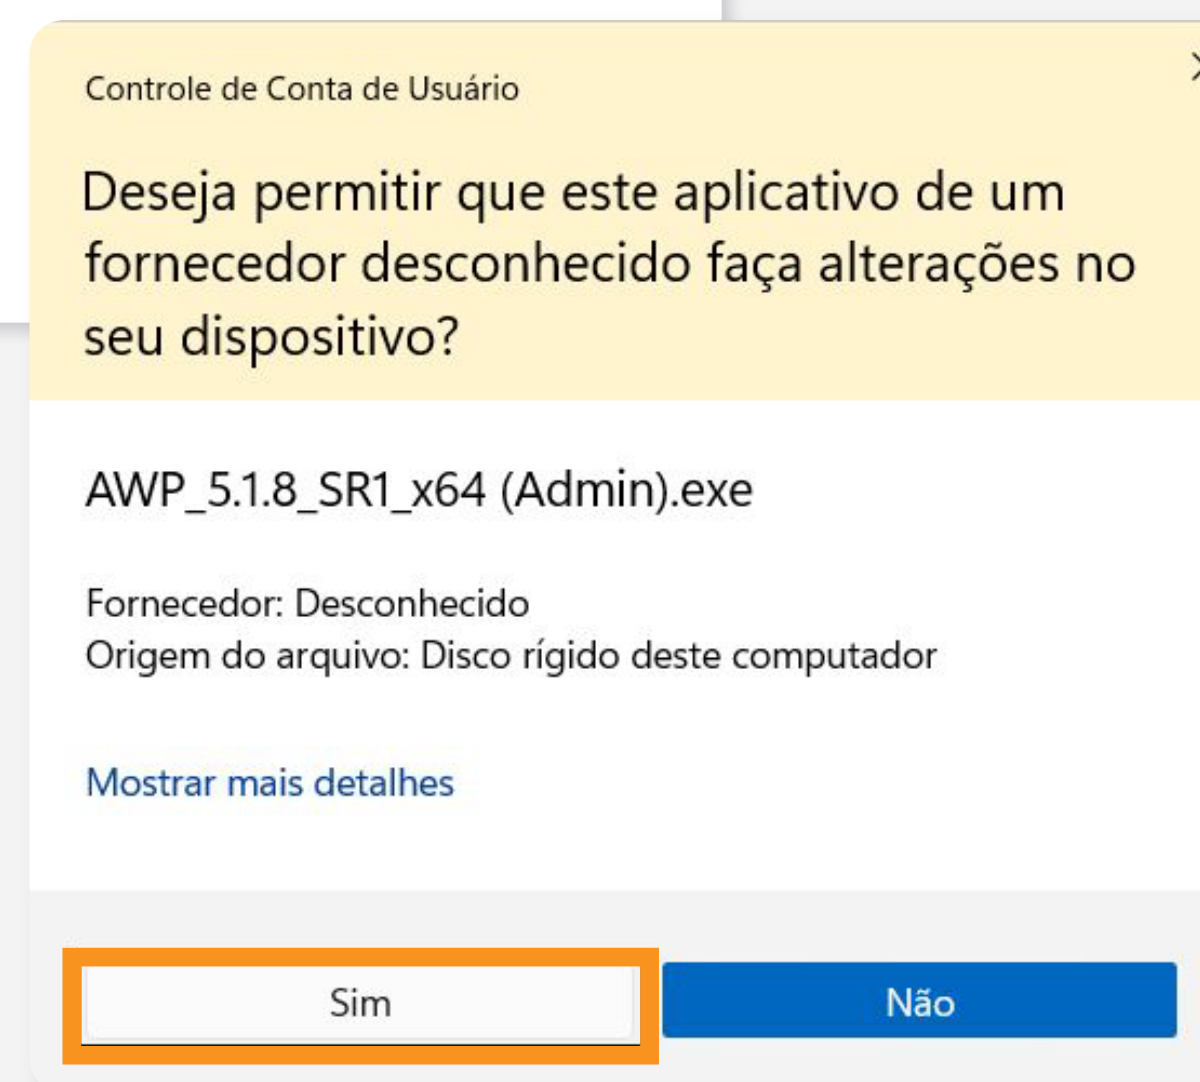 Controle de Conta de Usuário
Deseja permitir que este aplicativo de um
fornecedor desconhecido faça alterações no
seu dispositivo?
AWP_5.1.8_SR1_x64 (Admin).exe
Fornecedor: Desconhecido
Origem do arquivo: Disco rígido deste computador
Mostrar mais detalhes
Sim
Não